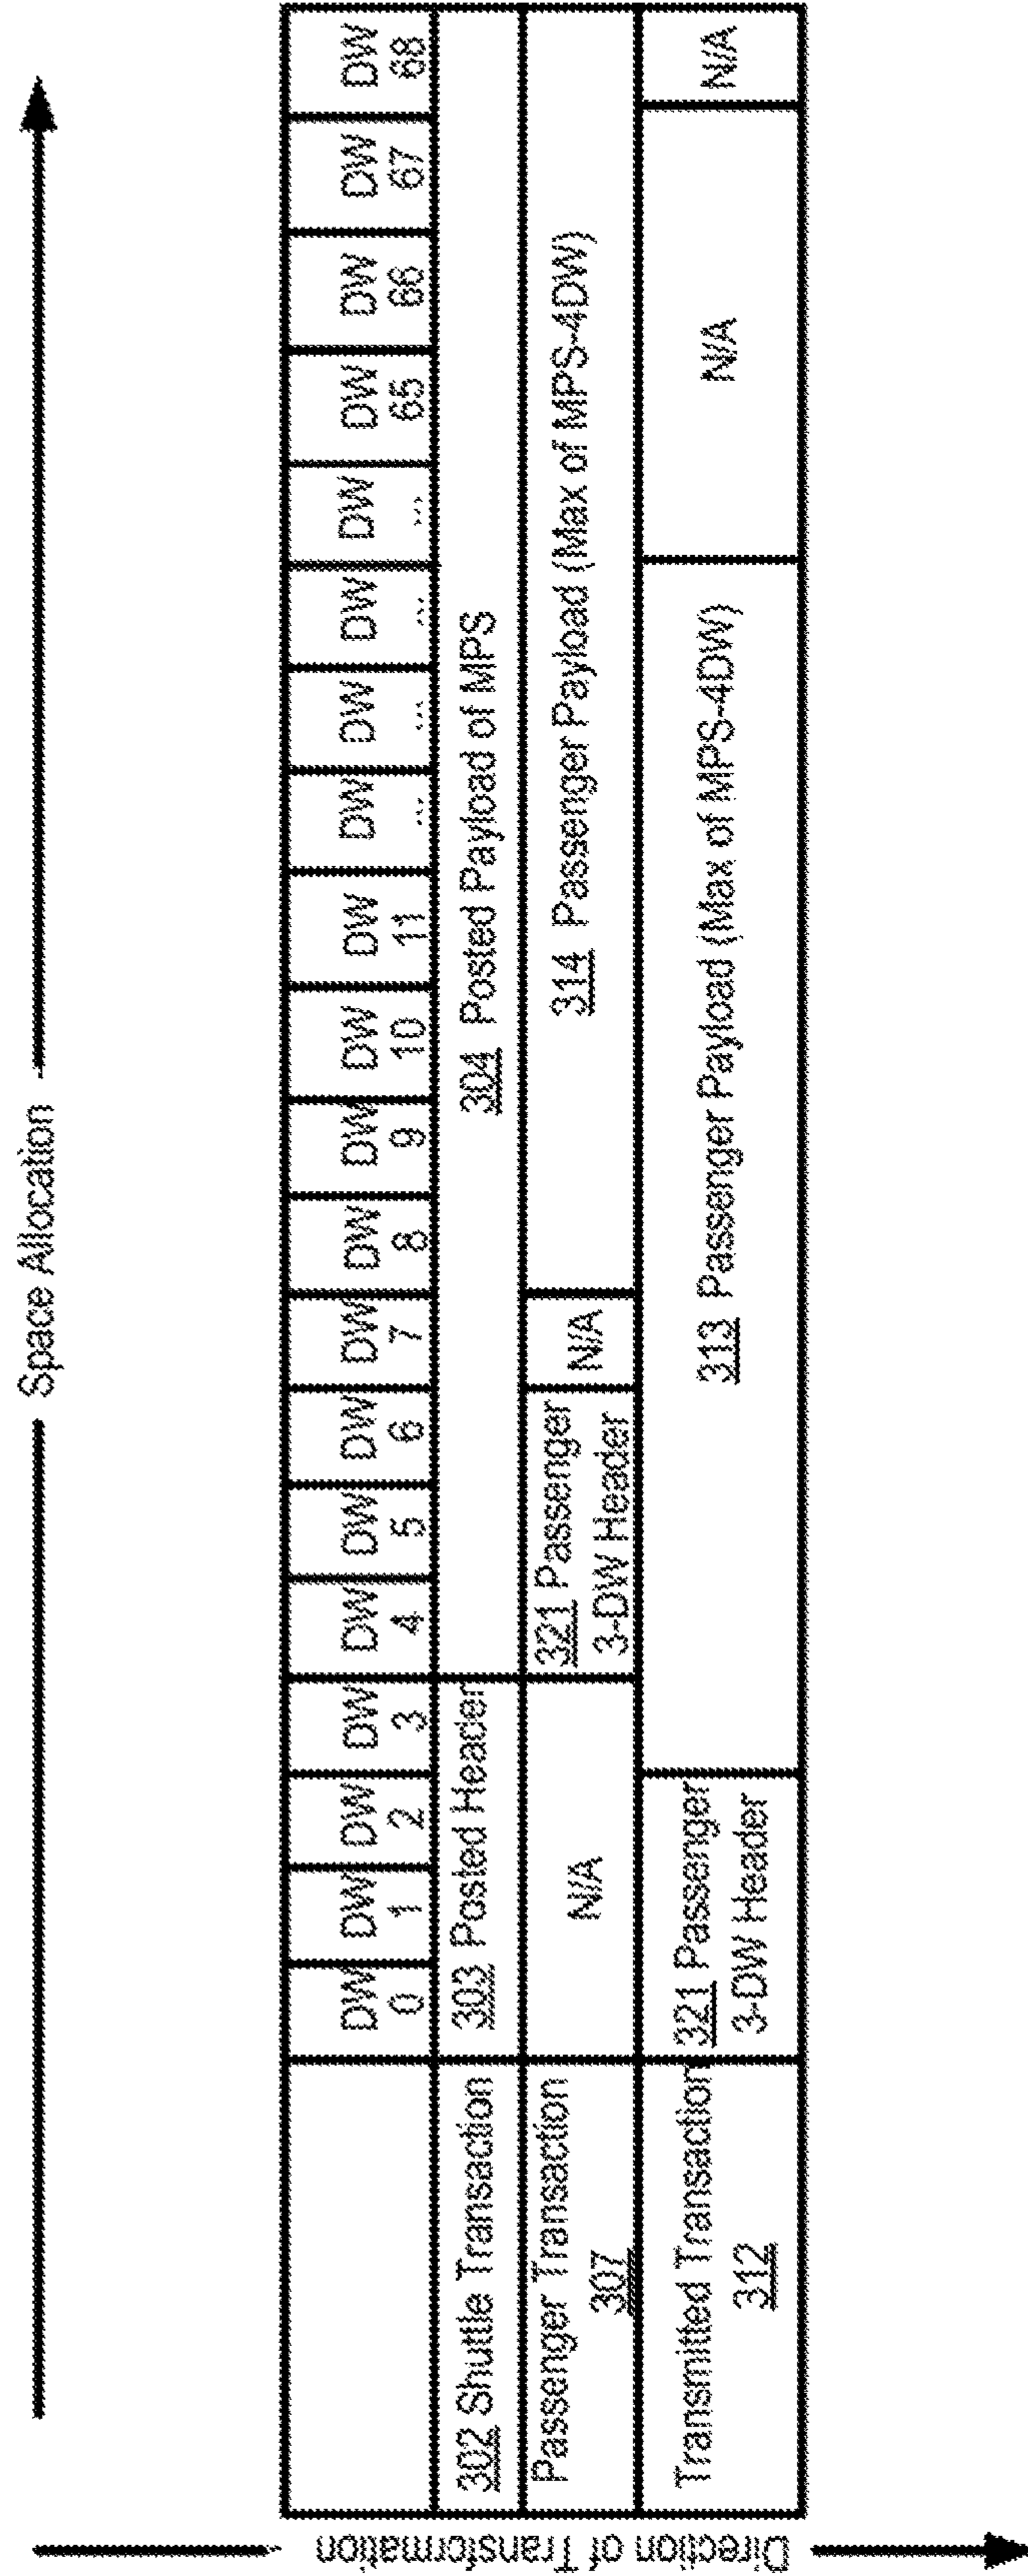 Space Allocation
Direction of Transformation
DW 0
DW 1
DW 2
DW 3
DW 4
DW 5
DW 6
DW 7
DW 8
DW 9
DW 10
DW 11
DW ...
DW ...
DW ...
DW ...
DW 65
DW 66
DW 67
DW 68
302 Shuttle Transaction
303 Posted Header
304 Posted Payload of MPS
Passenger Transaction
307
N/A
321 Passenger
3-DW Header
N/A
314 Passenger Payload (Max of MPS-4DW)
Transmitted Transaction
312
321 Passenger
3-DW Header
313 Passenger Payload (Max of MPS-4DW)
N/A
N/A